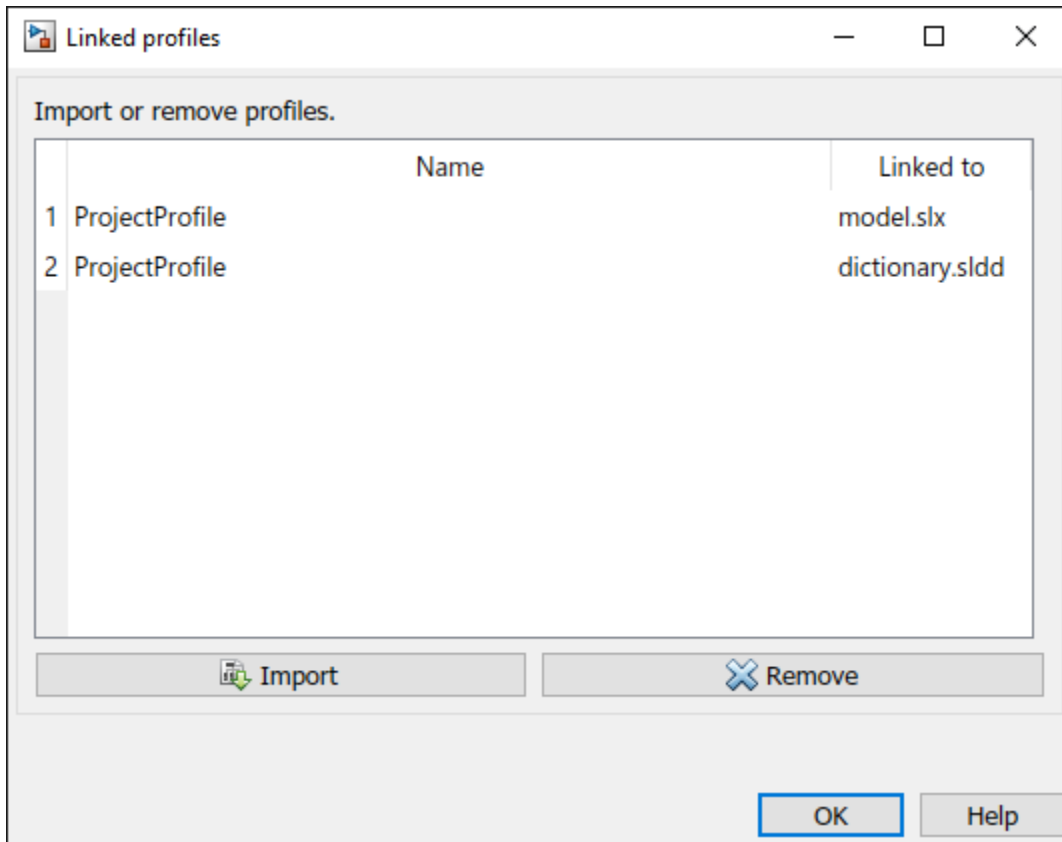 Linked profiles
Import or remove profiles.
Name Linked to
1 ProjectProfile model.slx
2 ProjectProfile dictionary.sldd
Import Remove
OK Help